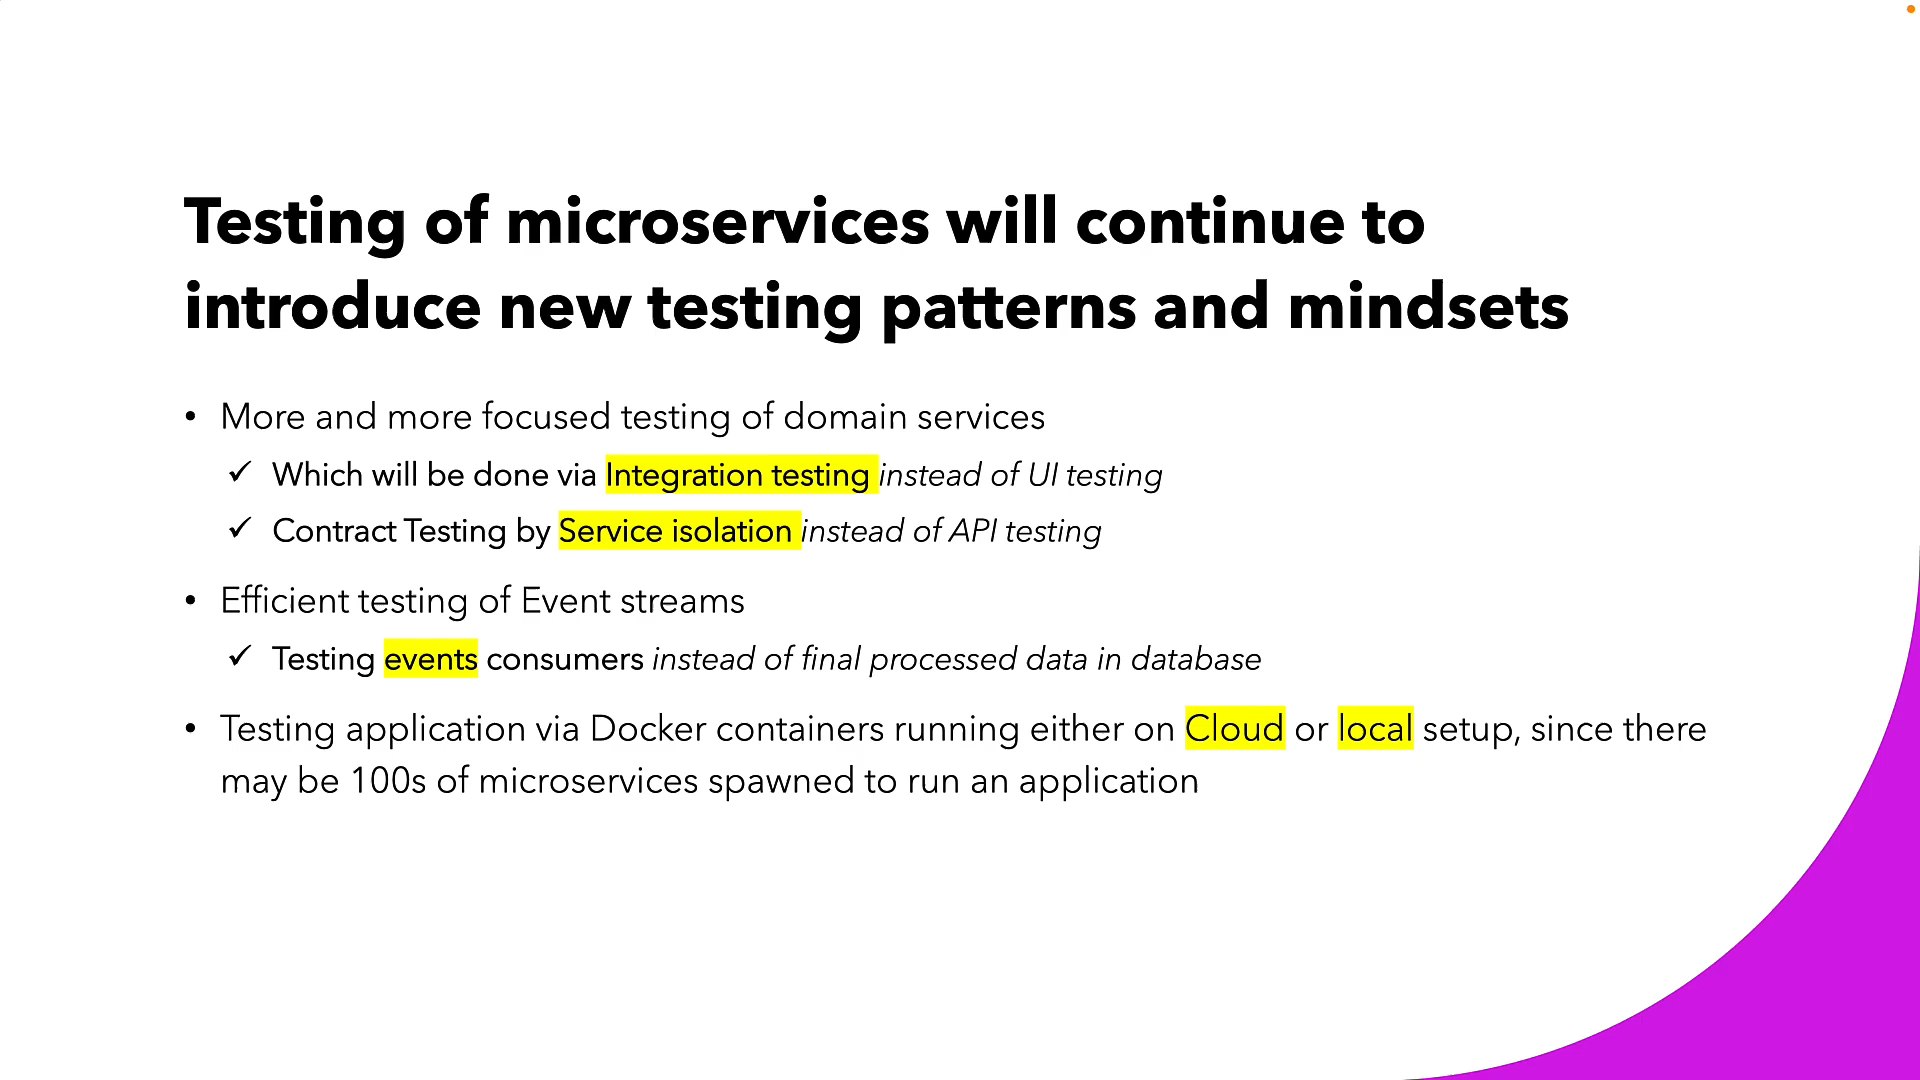 Testing of microservices will continue to
introduce new testing patterns and mindsets
• More and more focused testing of domain services
✓ Which will be done via Integration testing instead of UI testing
✓ Contract Testing by Service isolation instead of API testing
• Efficient testing of Event streams
✓ Testing events consumers instead of final processed data in database
• Testing application via Docker containers running either on Cloud or local setup, since there
may be 100s of microservices spawned to run an application